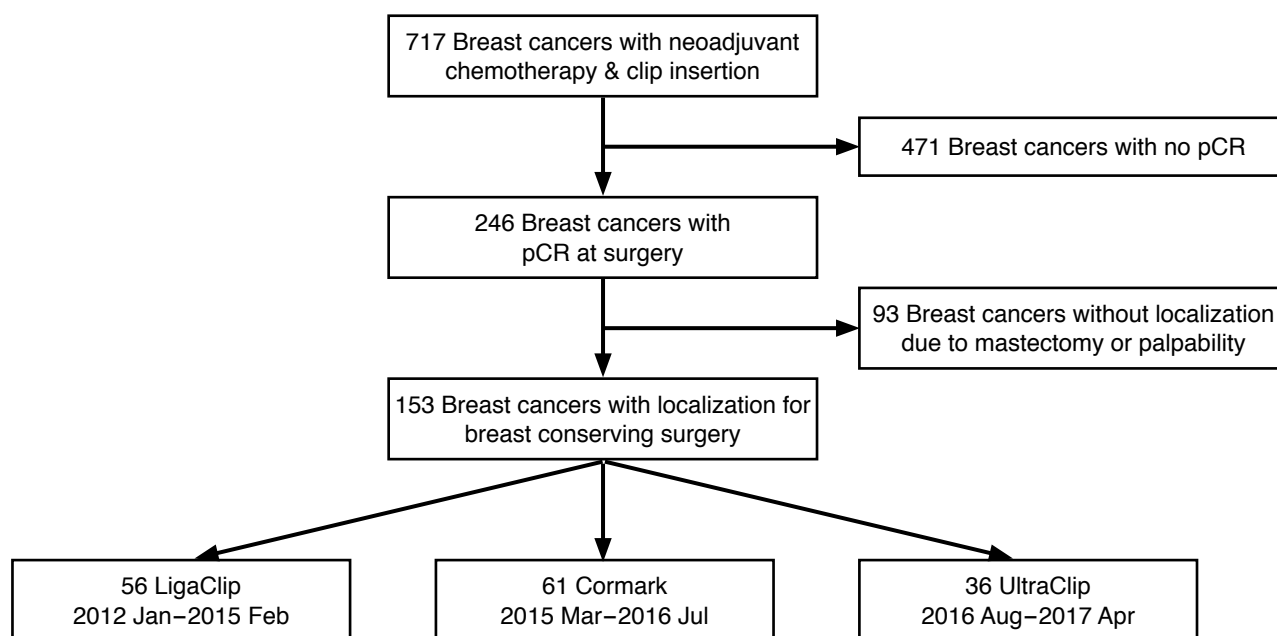 717 Breast cancers with neoadjuvant
chemotherapy & clip insertion
471 Breast cancers with no pCR
246 Breast cancers with
pCR at surgery
93 Breast cancers without localization
due to mastectomy or palpability
153 Breast cancers with localization for
breast conserving surgery
56 LigaClip
2012 Jan−2015 Feb
61 Cormark
2015 Mar−2016 Jul
36 UltraClip
2016 Aug−2017 Apr